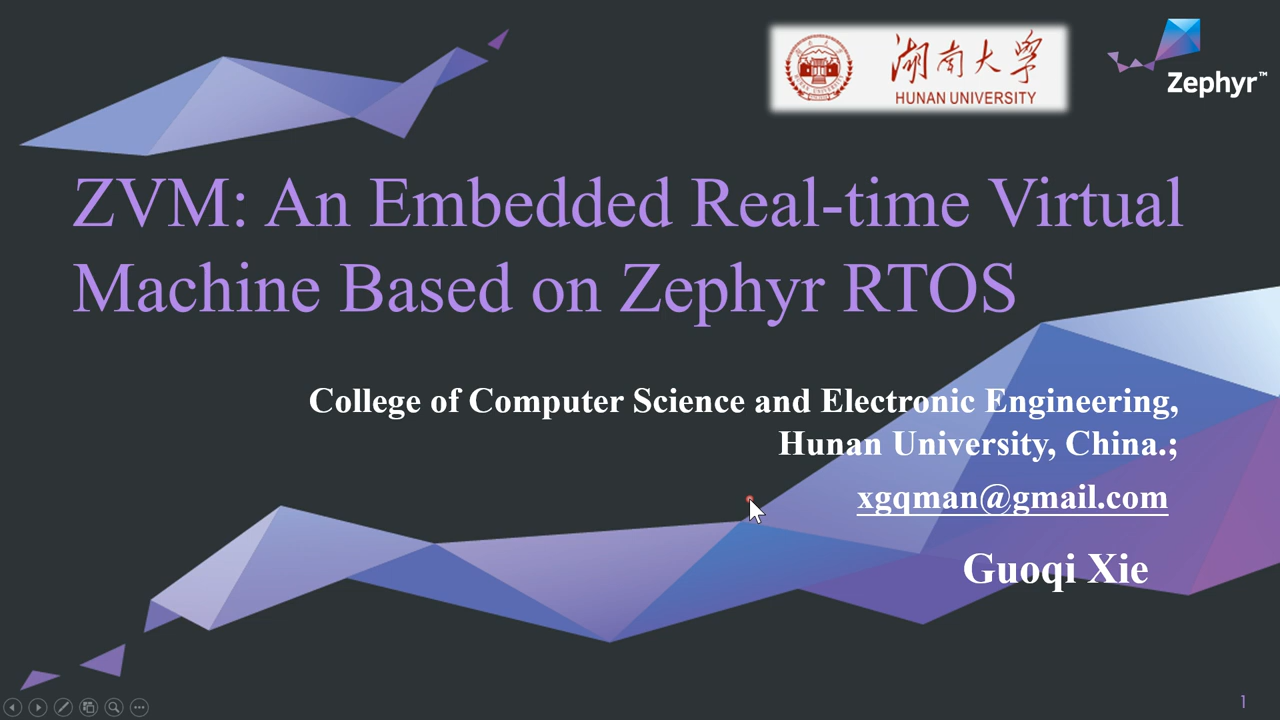 湖南大学
HUNAN UNIVERSITY
Zephyr™
ZVM: An Embedded Real-time Virtual
Machine Based on Zephyr RTOS
College of Computer Science and Electronic Engineering,
Hunan University, China.;
xgqman@gmail.com
Guoqi Xie
1